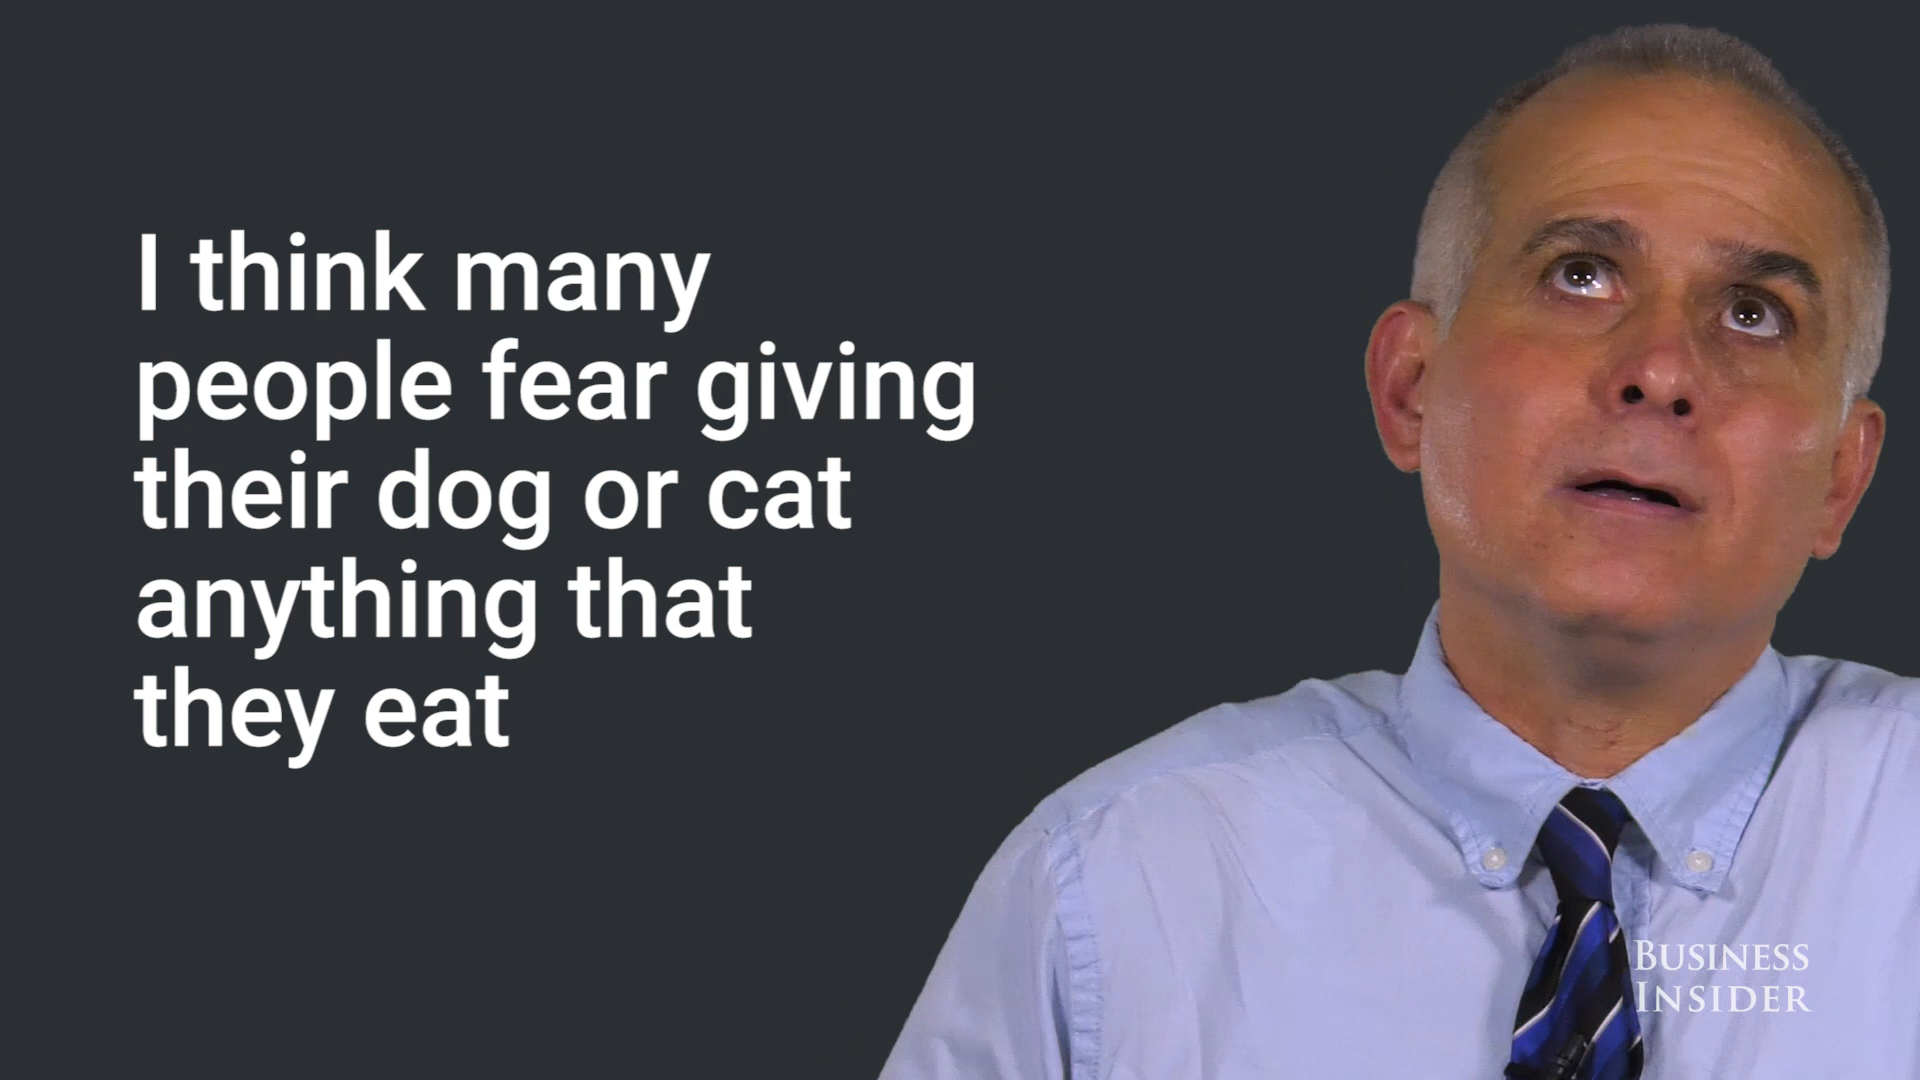 I think many
people fear giving
their dog or cat
anything that
they eat
BUSINESS
INSIDER